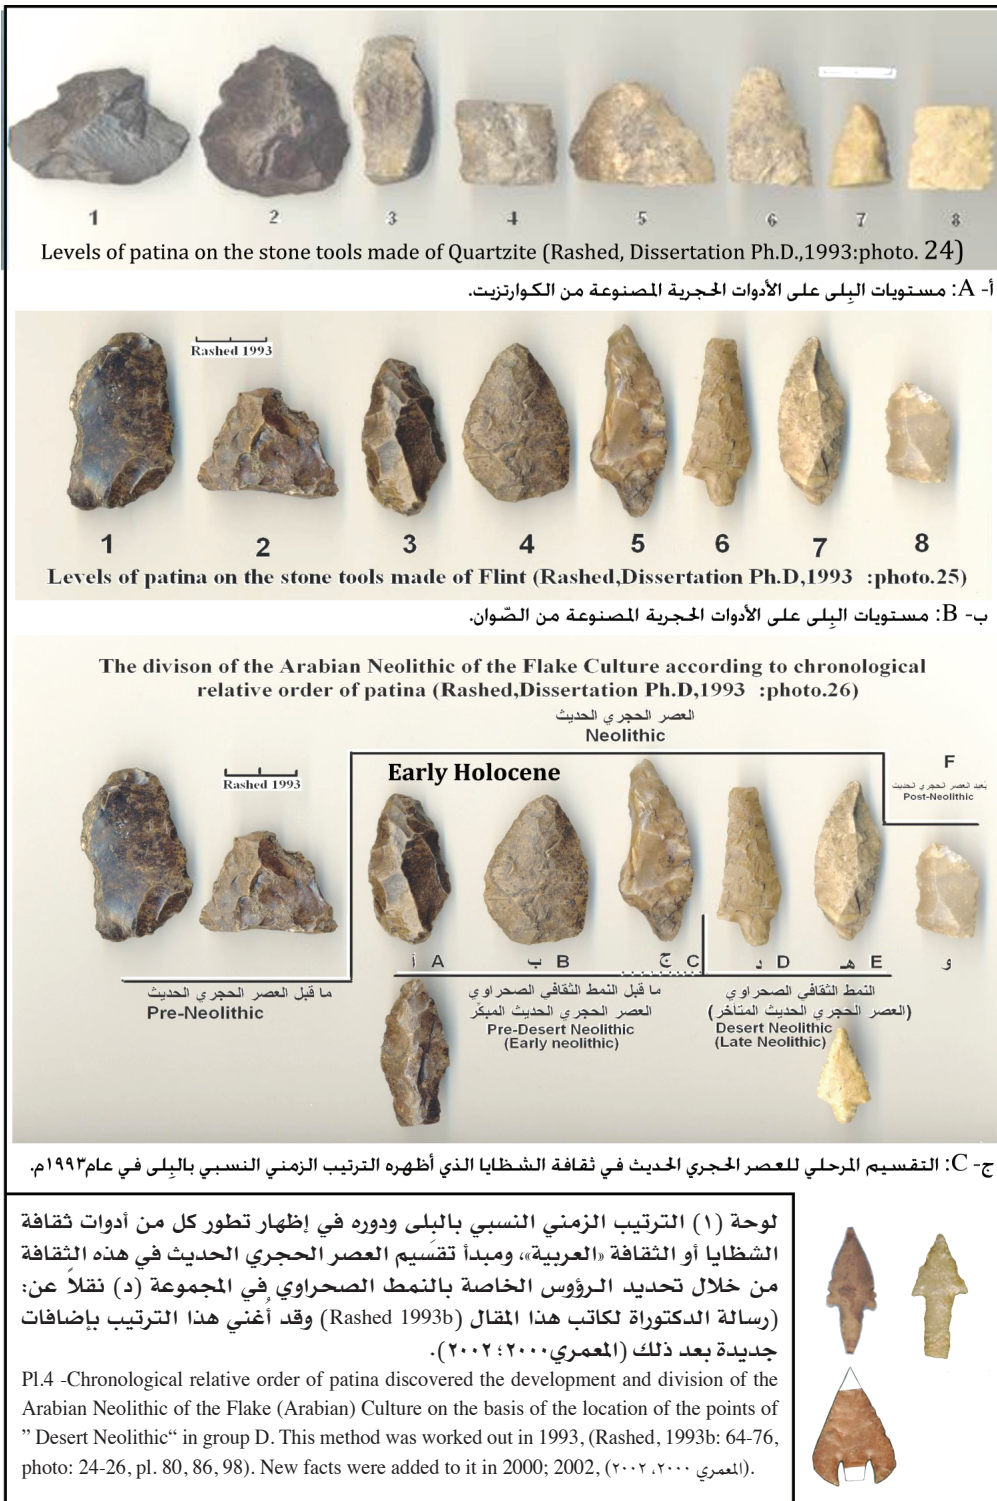 1 2 3 4 5 6 7 8
Levels of patina on the stone tools made of Quartzite (Rashed, Dissertation Ph.D.,1993:photo. 24)
أ- A: مستويات البِلى على الأدوات الحجرية المصنوعة من الكوارتزيت.
Rashed 1993
1 2 3 4 5 6 7 8
Levels of patina on the stone tools made of Flint (Rashed,Dissertation Ph.D,1993 :photo.25)
ب- B: مستويات البِلى على الأدوات الحجرية المصنوعة من الصّوان.
The divison of the Arabian Neolithic of the Flake Culture according to chronological
relative order of patina (Rashed,Dissertation Ph.D,1993 :photo.26)
العصر الحجري الحديث
Neolithic
Early Holocene
F
بُعيد العصر الحجري الحديث
Post-Neolithic
Rashed 1993
أ A ب B ج C د D هـ E و
ما قبل العصر الحجري الحديث
Pre-Neolithic
ما قبل النمط الثقافي الصحراوي
العصر الحجري الحديث المبكّر
Pre-Desert Neolithic
(Early neolithic)
النمط الثقافي الصحراوي
(العصر الحجري الحديث المتأخر)
Desert Neolithic
(Late Neolithic)
ج- C: التقسيم المرحلي للعصر الحجري الحديث في ثقافة الشظايا الذي أظهره الترتيب الزمني النسبي بالبِلى في عام١٩٩٣م.
لوحة (١) الترتيب الزمني النسبي بالبِلى ودوره في إظهار تطور كل من أدوات ثقافة
الشظايا أو الثقافة «العربية»، ومبدأ تقسيم العصر الحجري الحديث في هذه الثقافة
من خلال تحديد الرؤوس الخاصة بالنمط الصحراوي في المجموعة (د) نقلاً عن:
(رسالة الدكتوراة لكاتب هذا المقال (Rashed 1993b) وقد أُغني هذا الترتيب بإضافات
جديدة بعد ذلك (المعمري٢٠٠٠؛ ٢٠٠٢).
Pl.4 -Chronological relative order of patina discovered the development and division of the
Arabian Neolithic of the Flake (Arabian) Culture on the basis of the location of the points of
” Desert Neolithic“ in group D. This method was worked out in 1993, (Rashed, 1993b: 64-76,
photo: 24-26, pl. 80, 86, 98). New facts were added to it in 2000; 2002, (المعمري ٢٠٠٠، ٢٠٠٢).